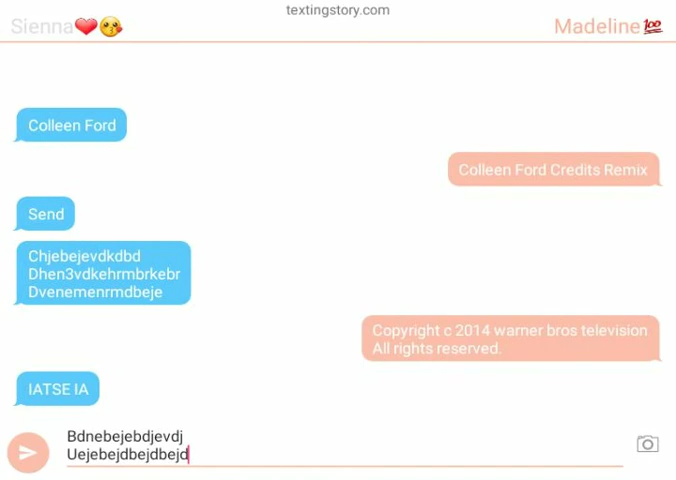 textingstory.com
Sienna❤😘
Madeline💯
Colleen Ford
Colleen Ford Credits Remix
Send
Chjebejevdkdbd
Dhen3vdkehrmbrkebr
Dvenemenrmdbeje
Copyright c 2014 warner bros television
All rights reserved.
IATSE IA
Bdnebejebdjevdj
Uejebejdbejdbejd